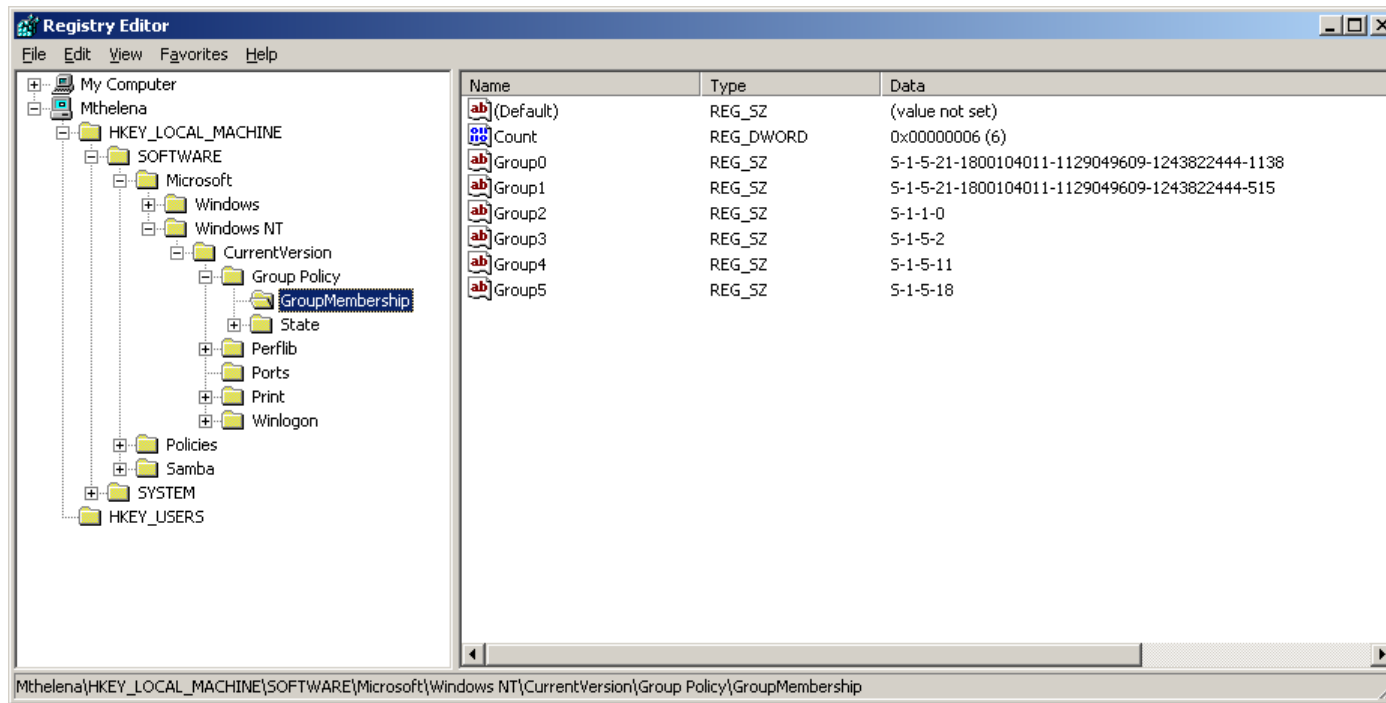 Registry Editor
File Edit View Favorites Help
My Computer
Mthelena
HKEY_LOCAL_MACHINE
SOFTWARE
Microsoft
Windows
Windows NT
CurrentVersion
Group Policy
GroupMembership
State
Perflib
Ports
Print
Winlogon
Policies
Samba
SYSTEM
HKEY_USERS
Name Type Data
(Default) REG_SZ (value not set)
Count REG_DWORD 0x00000006 (6)
Group0 REG_SZ S-1-5-21-1800104011-1129049609-1243822444-1138
Group1 REG_SZ S-1-5-21-1800104011-1129049609-1243822444-515
Group2 REG_SZ S-1-1-0
Group3 REG_SZ S-1-5-2
Group4 REG_SZ S-1-5-11
Group5 REG_SZ S-1-5-18
Mthelena\HKEY_LOCAL_MACHINE\SOFTWARE\Microsoft\Windows NT\CurrentVersion\Group Policy\GroupMembership